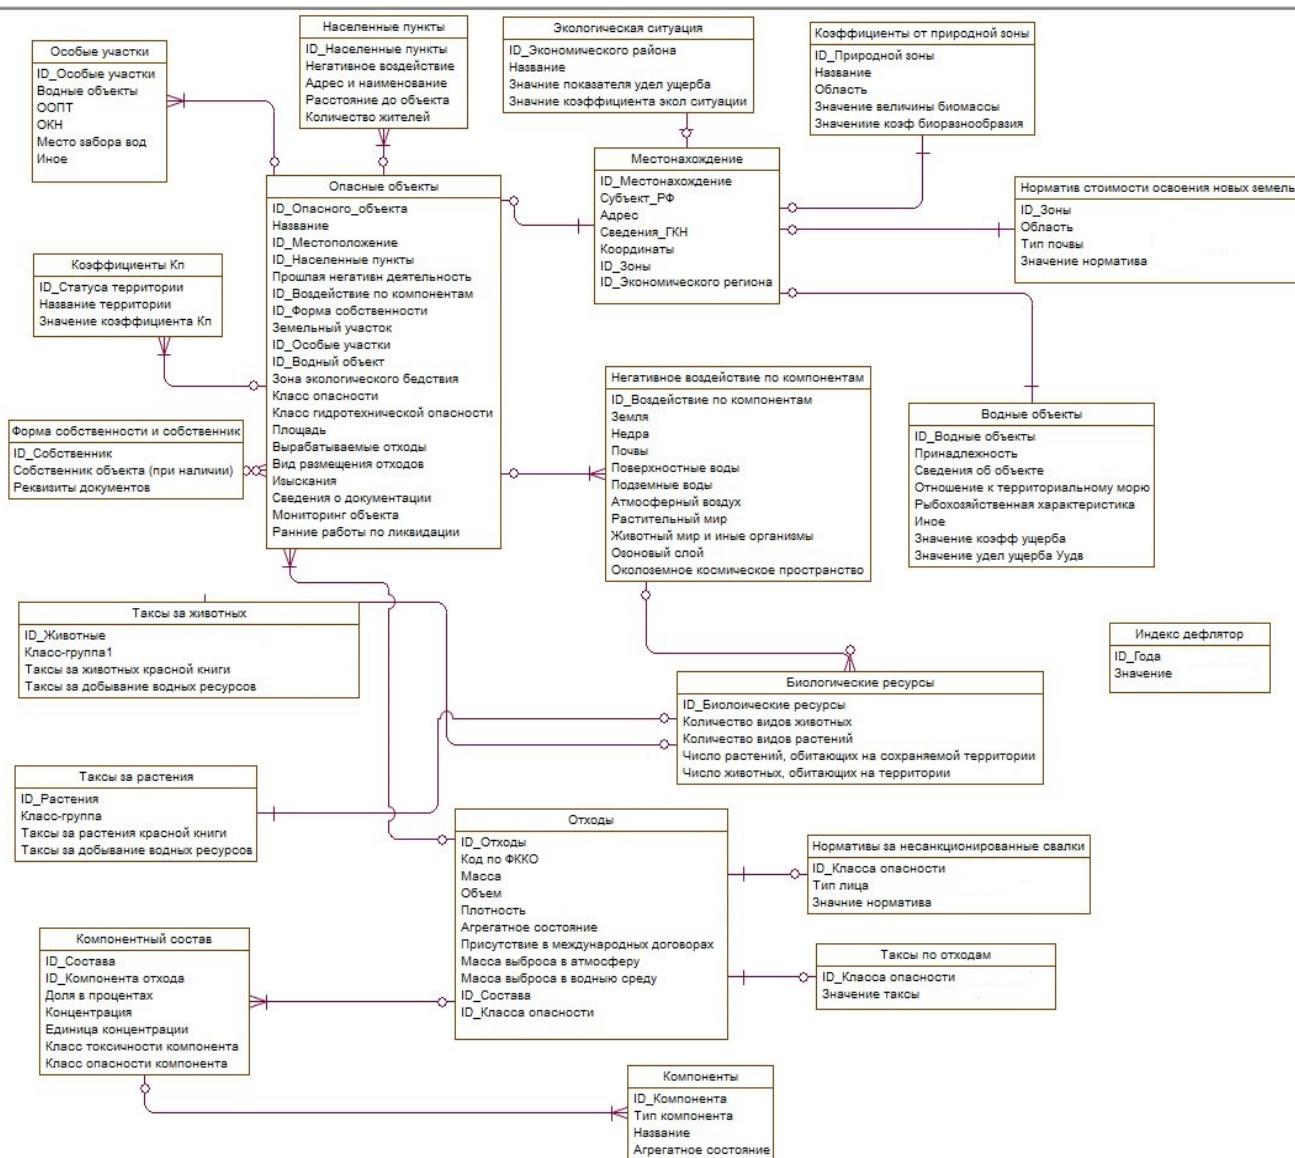 Особые участки
ID_Особые участки
Водные объекты
ООПТ
ОКН
Место забора вод
Иное
Населенные пункты
ID_Населенные пункты
Негативное воздействие
Адрес и наименование
Расстояние до объекта
Количество жителей
Экологическая ситуация
ID_Экономического района
Название
Значние показателя удел ущерба
Значние коэффициента экол ситуации
Коэффициенты от природной зоны
ID_Природной зоны
Название
Область
Значение величины биомассы
Значениие коэф биоразнообразия
Местонахождение
ID_Местонахождение
Субъект_РФ
Адрес
Сведения_ГКН
Координаты
ID_Зоны
ID_Экономического региона
Норматив стоимости освоения новых земель
ID_Зоны
Область
Тип почвы
Значение норматива
Опасные объекты
ID_Опасного_объекта
Название
ID_Местоположение
ID_Населенные пункты
Прошлая негативн деятельность
ID_Воздействие по компонентам
ID_Форма собственности
Земельный участок
ID_Особые участки
ID_Водный объект
Зона экологического бедствия
Класс опасности
Класс гидротехнической опасности
Площадь
Вырабатываемые отходы
Вид размещения отходов
Изыскания
Сведения о документации
Мониторинг объекта
Ранние работы по ликвидации
Коэффициенты Кп
ID_Статуса территории
Название территории
Значение коэффициента Кп
Форма собственности и собственник
ID_Собственник
Собственник объекта (при наличии)
Реквизиты документов
Негативное воздействие по компонентам
ID_Воздействие по компонентам
Земля
Недра
Почвы
Поверхностные воды
Подземные воды
Атмосферный воздух
Растительный мир
Животный мир и иные организмы
Озоновый слой
Околоземное космическое пространство
Водные объекты
ID_Водные объекты
Принадлежность
Сведения об объекте
Отношение к территориальному морю
Рыбохозяйственная характеристика
Иное
Значение коэфф ущерба
Значение удел ущерба Уудв
Таксы за животных
ID_Животные
Класс-группа1
Таксы за животных красной книги
Таксы за добывание водных ресурсов
Индекс дефлятор
ID_Года
Значение
Биологические ресурсы
ID_Биолоические ресурсы
Количество видов животных
Количество видов растений
Число растений, обитающих на сохраняемой территории
Число животных, обитающих на территории
Таксы за растения
ID_Растения
Класс-группа
Таксы за растения красной книги
Таксы за добывание водных ресурсов
Отходы
ID_Отходы
Код по ФККО
Масса
Объем
Плотность
Агрегатное состояние
Присутствие в международных договорах
Масса выброса в атмосферу
Масса выброса в водную среду
ID_Состава
ID_Класса опасности
Нормативы за несанкционированные свалки
ID_Класса опасности
Тип лица
Значние норматива
Таксы по отходам
ID_Класса опасности
Значение таксы
Компонентный состав
ID_Состава
ID_Компонента отхода
Доля в процентах
Концентрация
Единица концентрации
Класс токсичности компонента
Класс опасности компонента
Компоненты
ID_Компонента
Тип компонента
Название
Агрегатное состояние